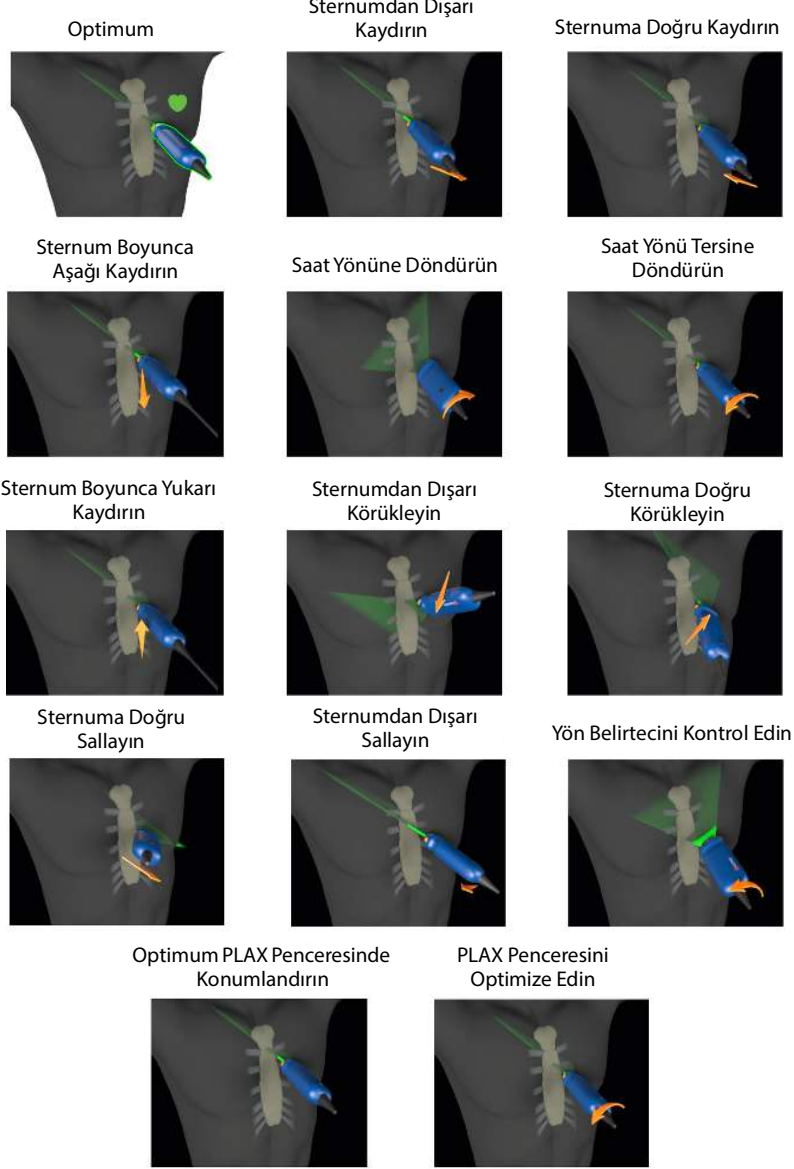 Optimum
Sternumdan Dışarı
Kaydırın
Sternuma Doğru Kaydırın
Sternum Boyunca
Aşağı Kaydırın
Saat Yönüne Döndürün
Saat Yönü Tersine
Döndürün
Sternum Boyunca Yukarı
Kaydırın
Sternumdan Dışarı
Körükleyin
Sternuma Doğru
Körükleyin
Sternuma Doğru
Sallayın
Sternumdan Dışarı
Sallayın
Yön Belirtecini Kontrol Edin
Optimum PLAX Penceresinde
Konumlandırın
PLAX Penceresini
Optimize Edin